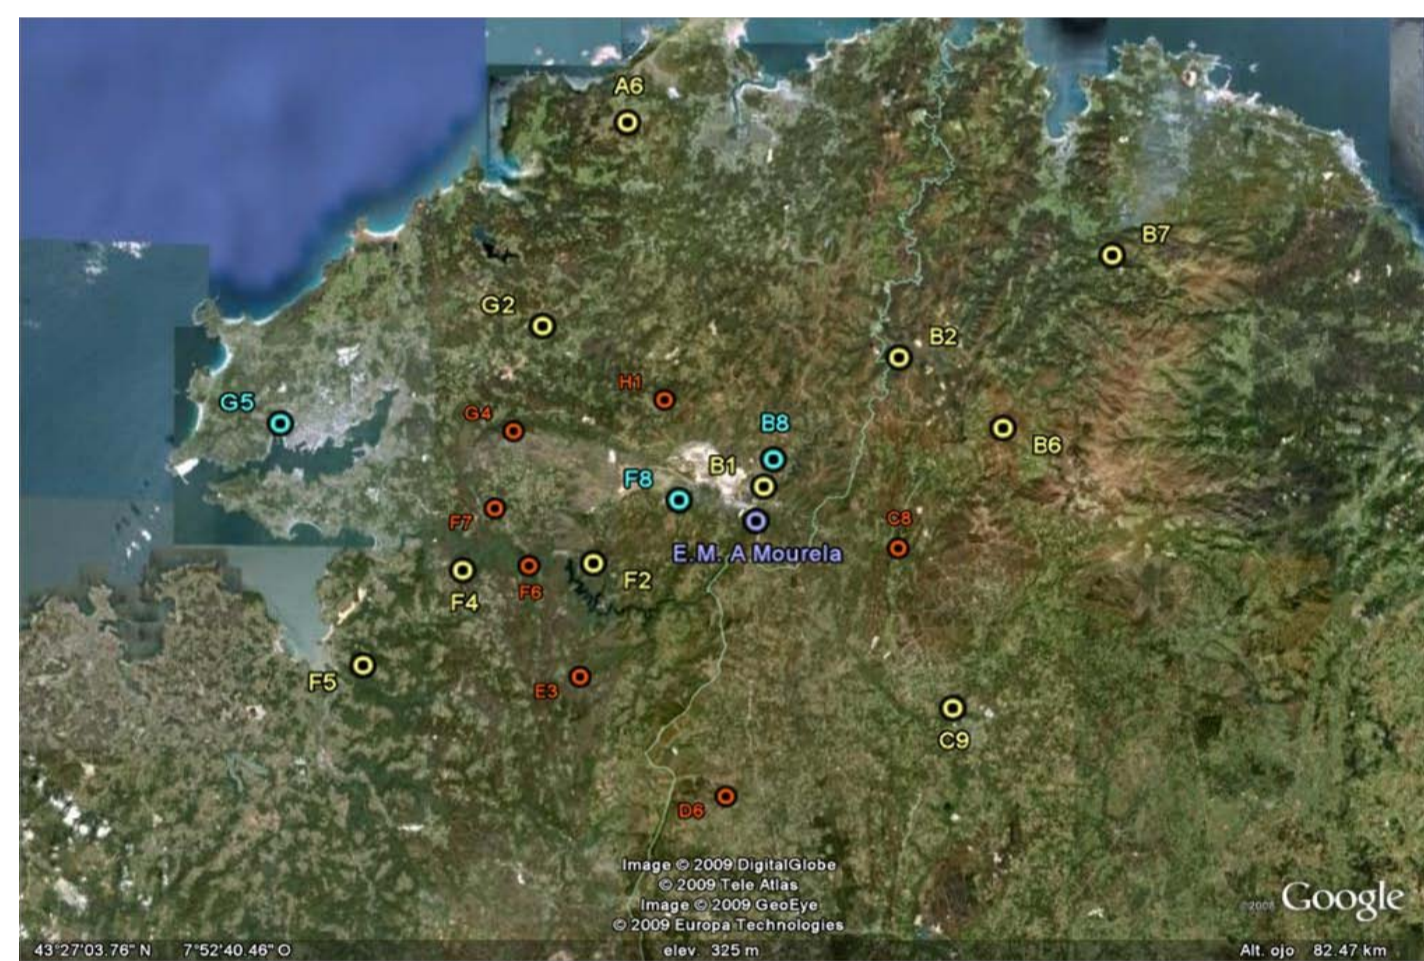 A6
B7
G2
B2
H1
G5
G4
B8
B6
B1
F8
F7
C8
E.M. A Mourela
F2
F6
F4
F5
E3
C9
D6
Image © 2009 DigitalGlobe
© 2009 Tele Atlas
Image © 2009 GeoEye
© 2009 Europa Technologies
©2008 Google
43°27'03.76" N 7°52'40.46" O elev. 325 m Alt. ojo 82.47 km